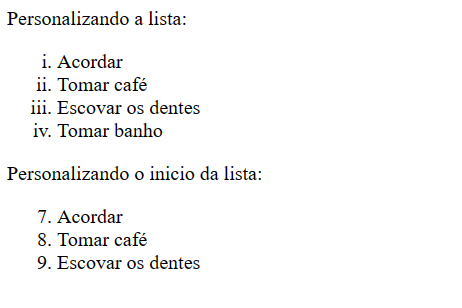 Personalizando a lista:
i. Acordar
ii. Tomar café
iii. Escovar os dentes
iv. Tomar banho
Personalizando o inicio da lista:
7. Acordar
8. Tomar café
9. Escovar os dentes